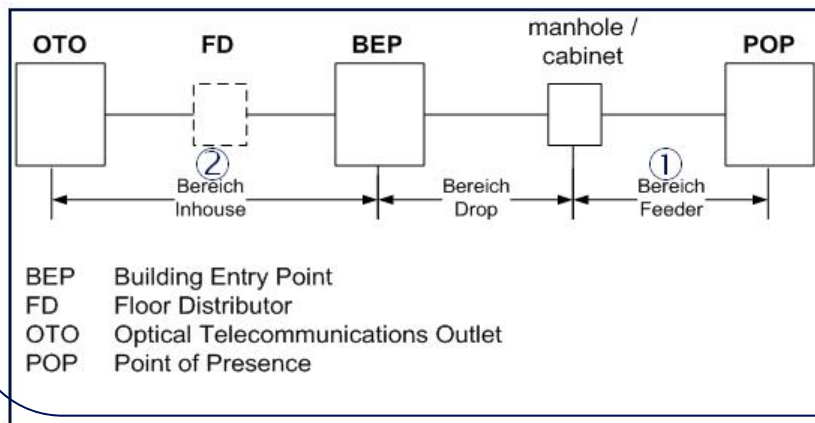 OTO FD BEP manhole / cabinet POP
② ①
Bereich Inhouse Bereich Drop Bereich Feeder
BEP Building Entry Point
FD Floor Distributor
OTO Optical Telecommunications Outlet
POP Point of Presence